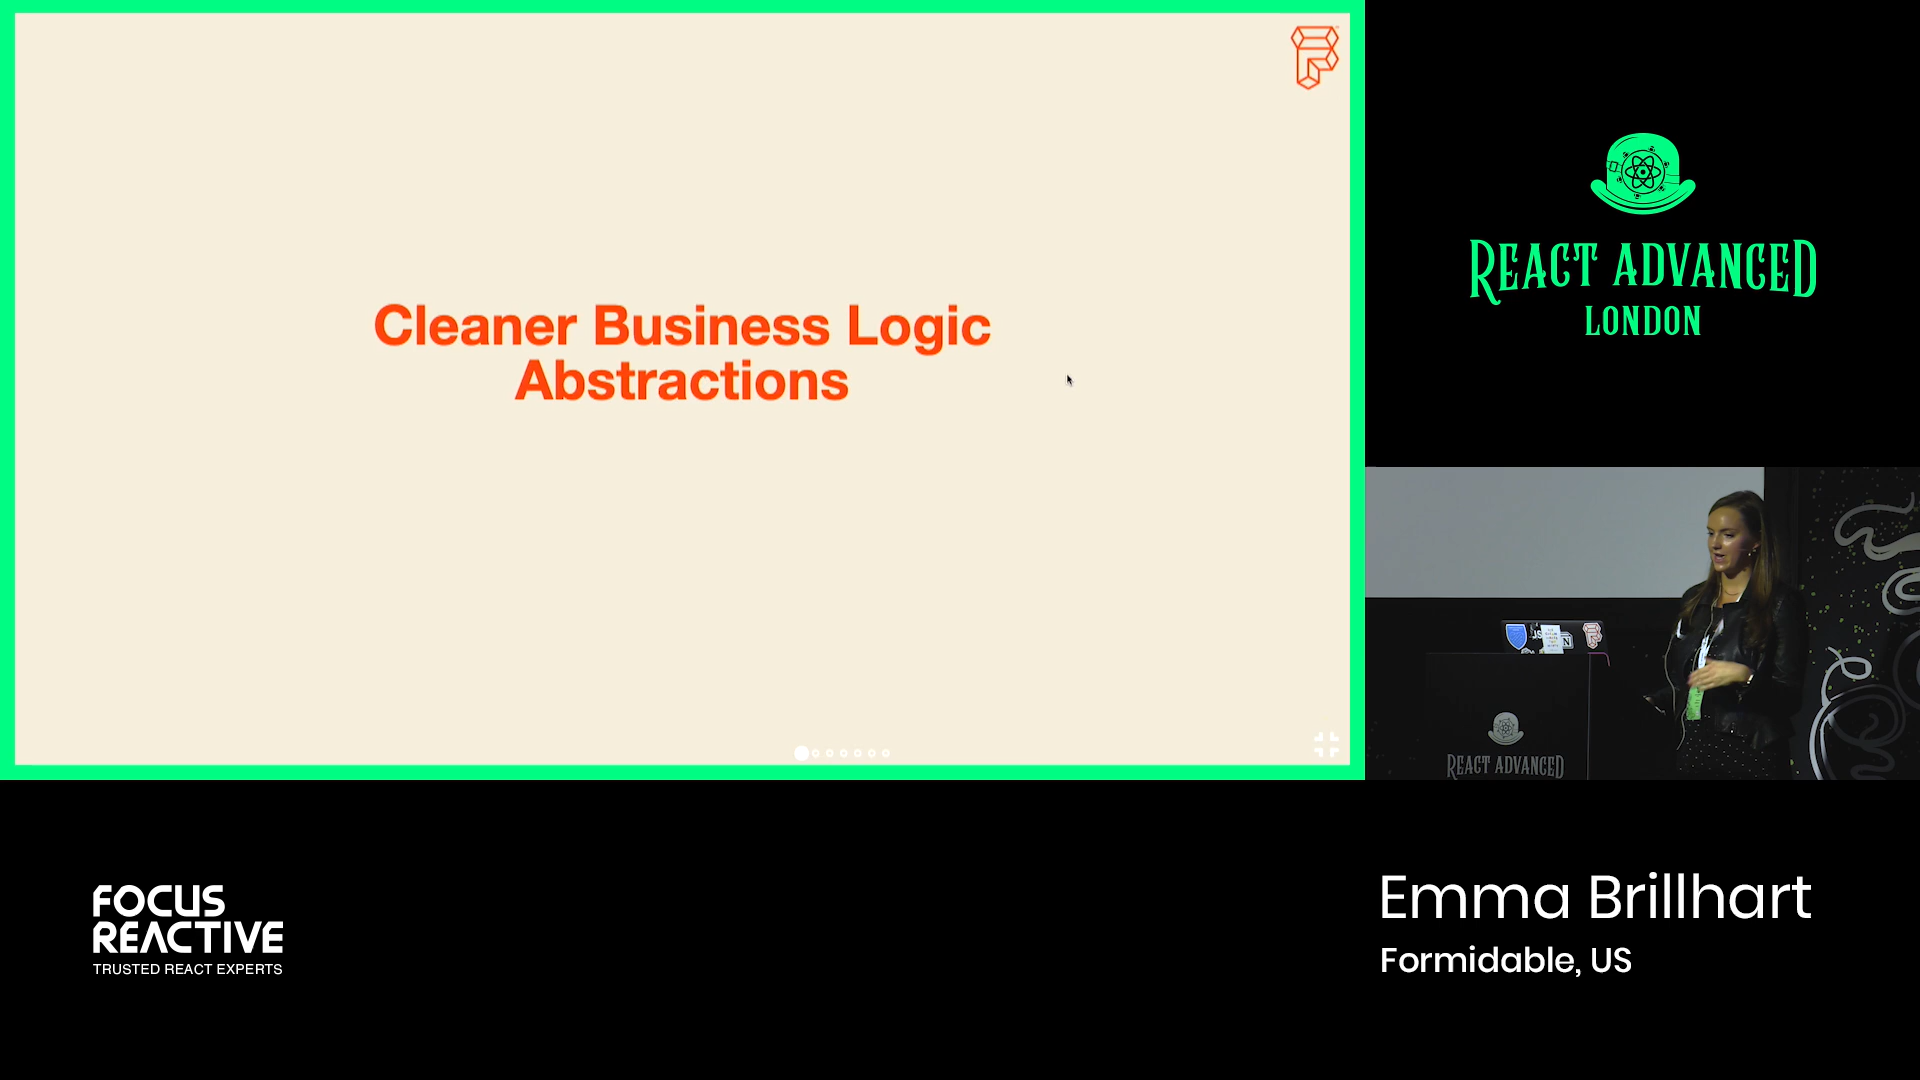 Cleaner Business Logic
Abstractions
REACT ADVANCED
LONDON
REACT ADVANCED
FOCUS
REACTIVE
TRUSTED REACT EXPERTS
Emma Brillhart
Formidable, US